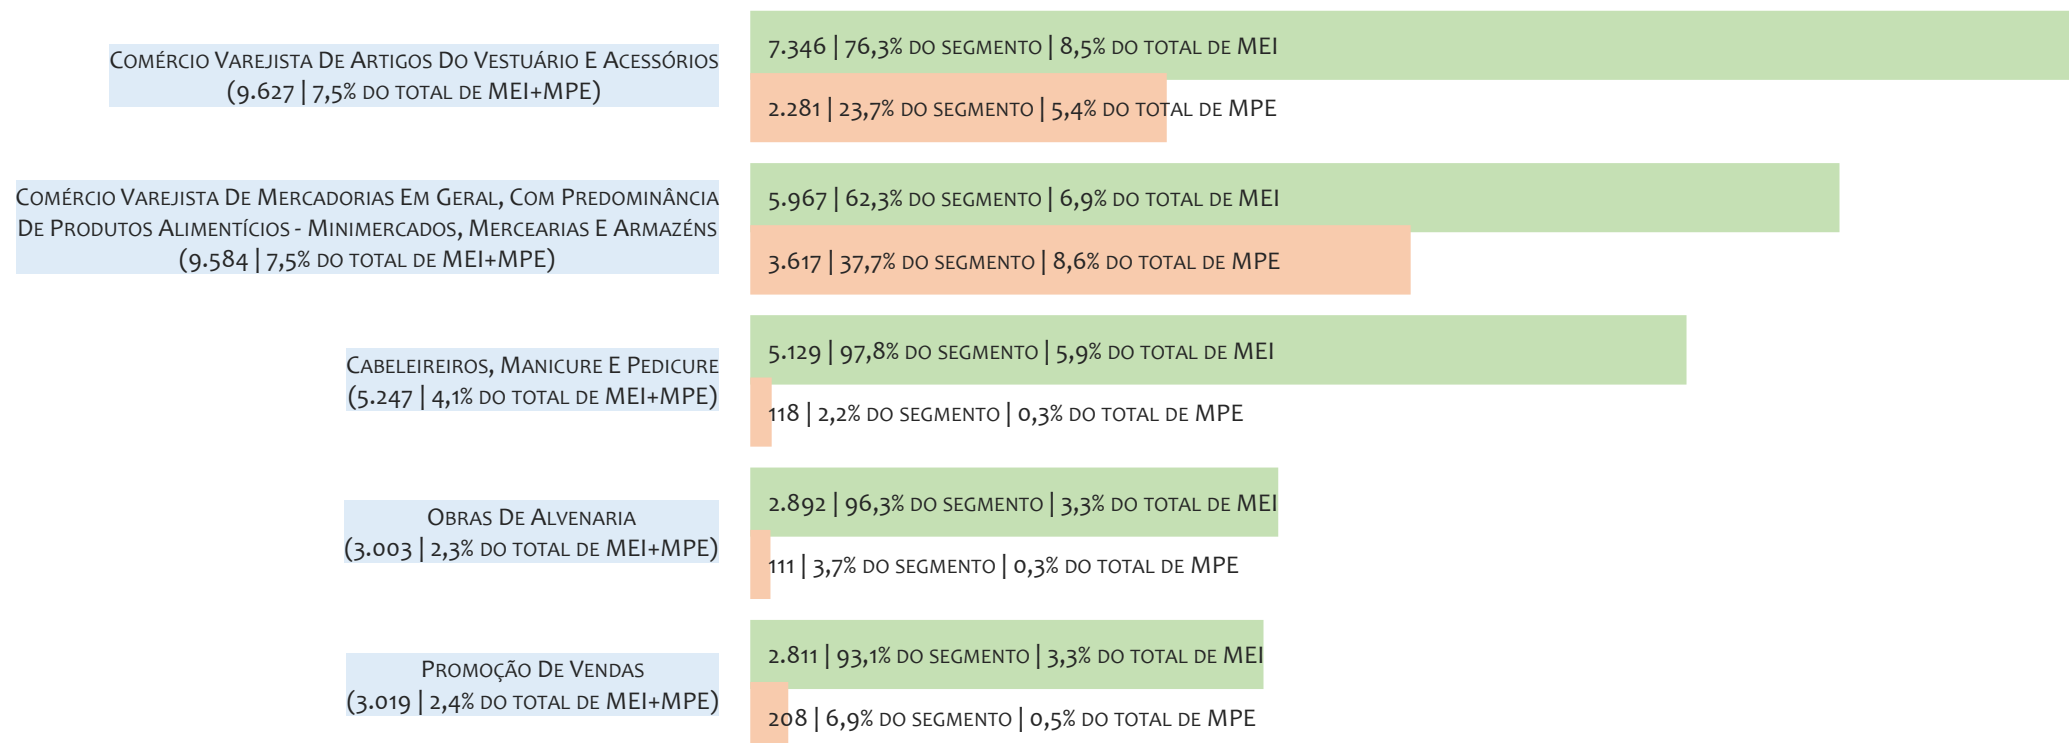 Comércio Varejista De Artigos Do Vestuário E Acessórios
(9.627 | 7,5% do total de MEI+MPE)
7.346 | 76,3% do segmento | 8,5% do total de MEI
2.281 | 23,7% do segmento | 5,4% do total de MPE
Comércio Varejista De Mercadorias Em Geral, Com Predominância
De Produtos Alimentícios - Minimercados, Mercearias E Armazéns
(9.584 | 7,5% do total de MEI+MPE)
5.967 | 62,3% do segmento | 6,9% do total de MEI
3.617 | 37,7% do segmento | 8,6% do total de MPE
Cabeleireiros, Manicure E Pedicure
(5.247 | 4,1% do total de MEI+MPE)
5.129 | 97,8% do segmento | 5,9% do total de MEI
118 | 2,2% do segmento | 0,3% do total de MPE
Obras De Alvenaria
(3.003 | 2,3% do total de MEI+MPE)
2.892 | 96,3% do segmento | 3,3% do total de MEI
111 | 3,7% do segmento | 0,3% do total de MPE
Promoção De Vendas
(3.019 | 2,4% do total de MEI+MPE)
2.811 | 93,1% do segmento | 3,3% do total de MEI
208 | 6,9% do segmento | 0,5% do total de MPE